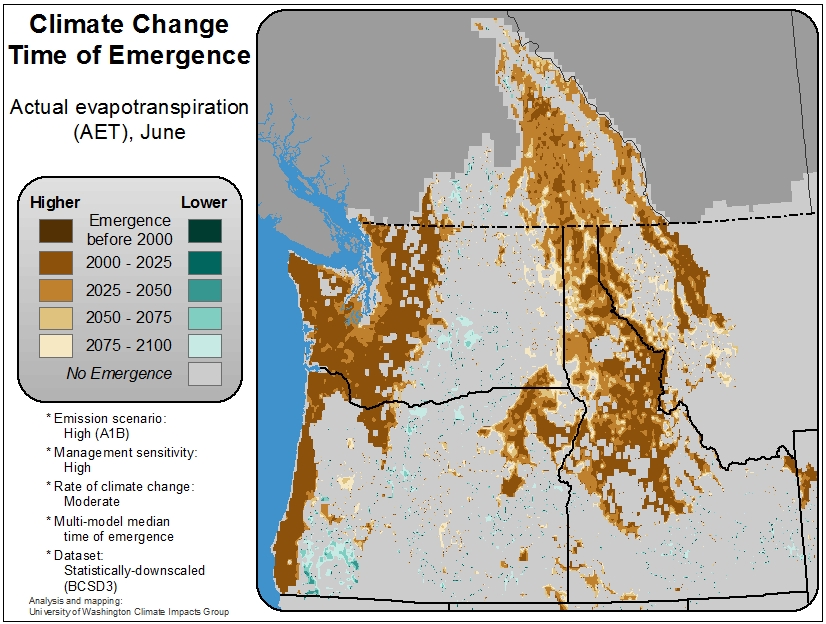 Climate Change
Time of Emergence
Actual evapotranspiration
(AET), June
Higher
Lower
Emergence
before 2000
2000 - 2025
2025 - 2050
2050 - 2075
2075 - 2100
No Emergence
* Emission scenario:
High (A1B)
* Management sensitivity:
High
* Rate of climate change:
Moderate
* Multi-model median
time of emergence
* Dataset:
Statistically-downscaled
(BCSD3)
Analysis and mapping:
University of Washington Climate Impacts Group